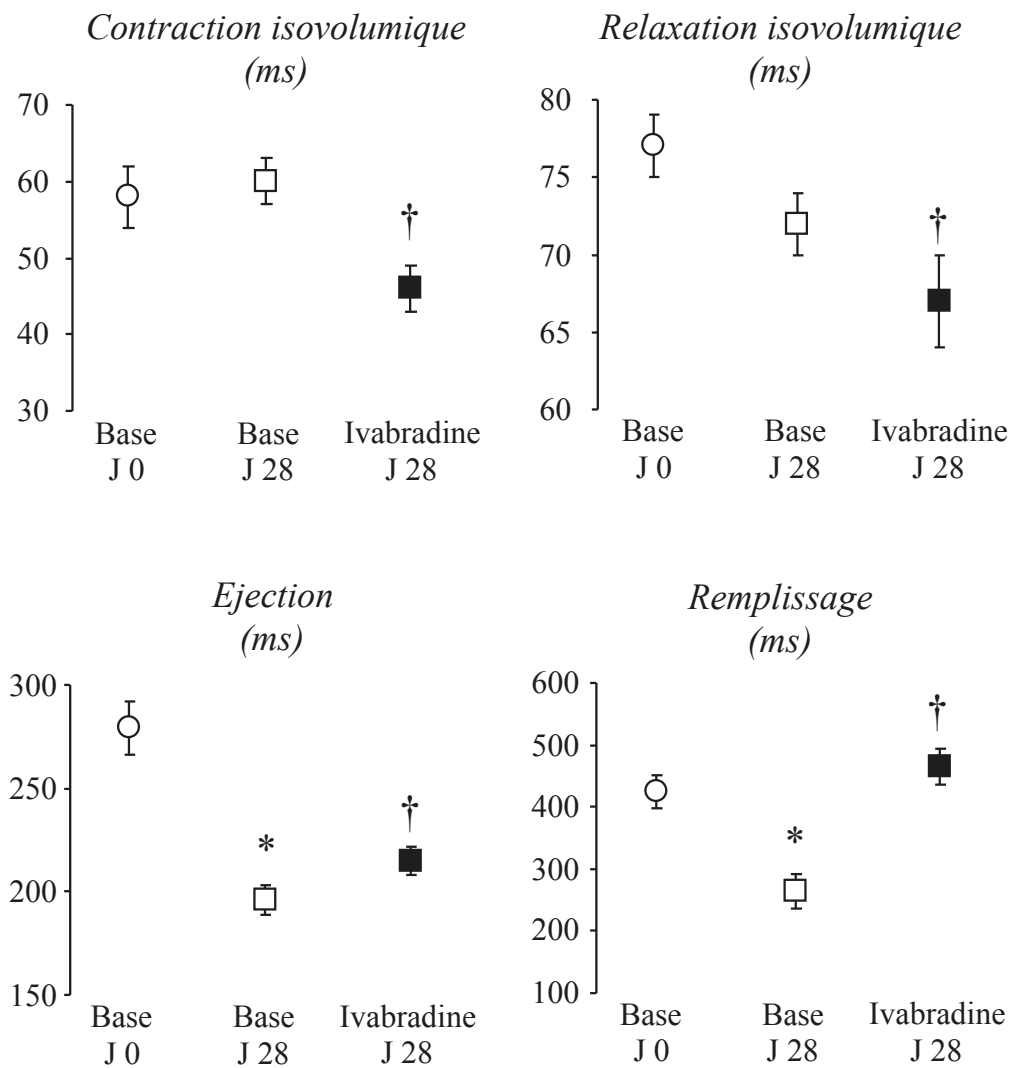 Contraction isovolumique
(ms)
70
60
50
40
30
†
Base
J 0
Base
J 28
Ivabradine
J 28
Relaxation isovolumique
(ms)
80
75
70
65
60
†
Base
J 0
Base
J 28
Ivabradine
J 28
Ejection
(ms)
300
250
200
150
*
†
Base
J 0
Base
J 28
Ivabradine
J 28
Remplissage
(ms)
600
500
400
300
200
100
*
†
Base
J 0
Base
J 28
Ivabradine
J 28